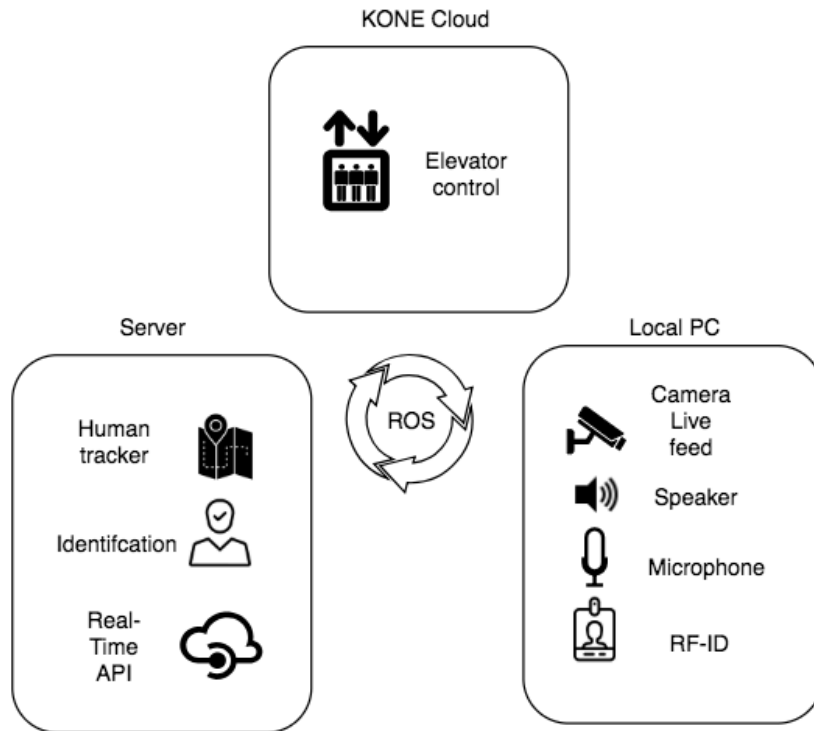 KONE Cloud
Elevator
control
Server
Human
tracker
Identifcation
Real-
Time
API
ROS
Local PC
Camera
Live
feed
Speaker
Microphone
RF-ID